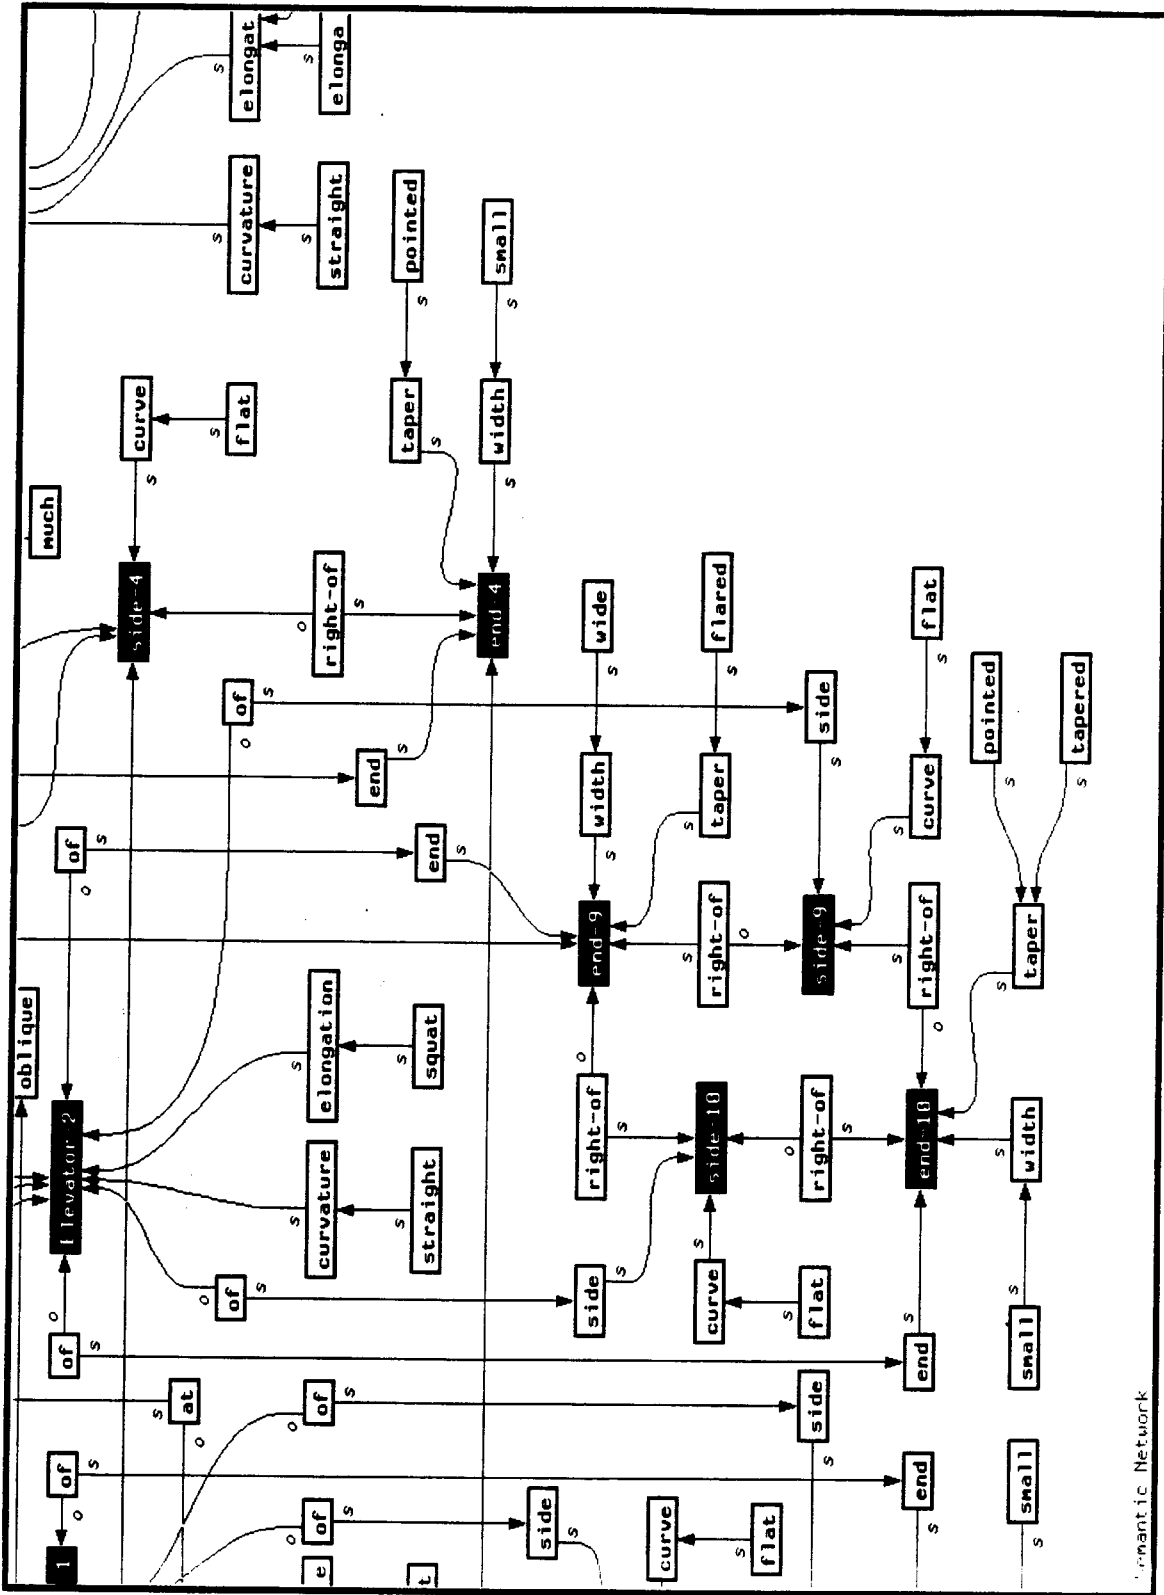 oblique
much
1
o
of
s
of
o
s
Elevator-2
o
of
s
side-4
s
curve
s
at
o
o
of
s
o
of
s
s
flat
s
curvature
s
elongat
e
o
of
s
o
of
s
s
curvature
s
elongation
o
right-of
s
s
straight
s
elonga
end
s
t
s
straight
s
squat
end
s
taper
s
pointed
s
end-4
width
s
small
s
side
s
side
s
right-of
o
s
end-9
width
s
wide
s
curve
s
curve
s
side-10
s
right-of
o
taper
s
flared
s
s
flat
side
s
s
flat
o
right-of
s
side-9
side
s
end
s
end
s
end-10
s
right-of
o
curve
s
flat
s
pointed
s
small
s
small
s
s
width
s
taper
tapered
s
Semantic Network